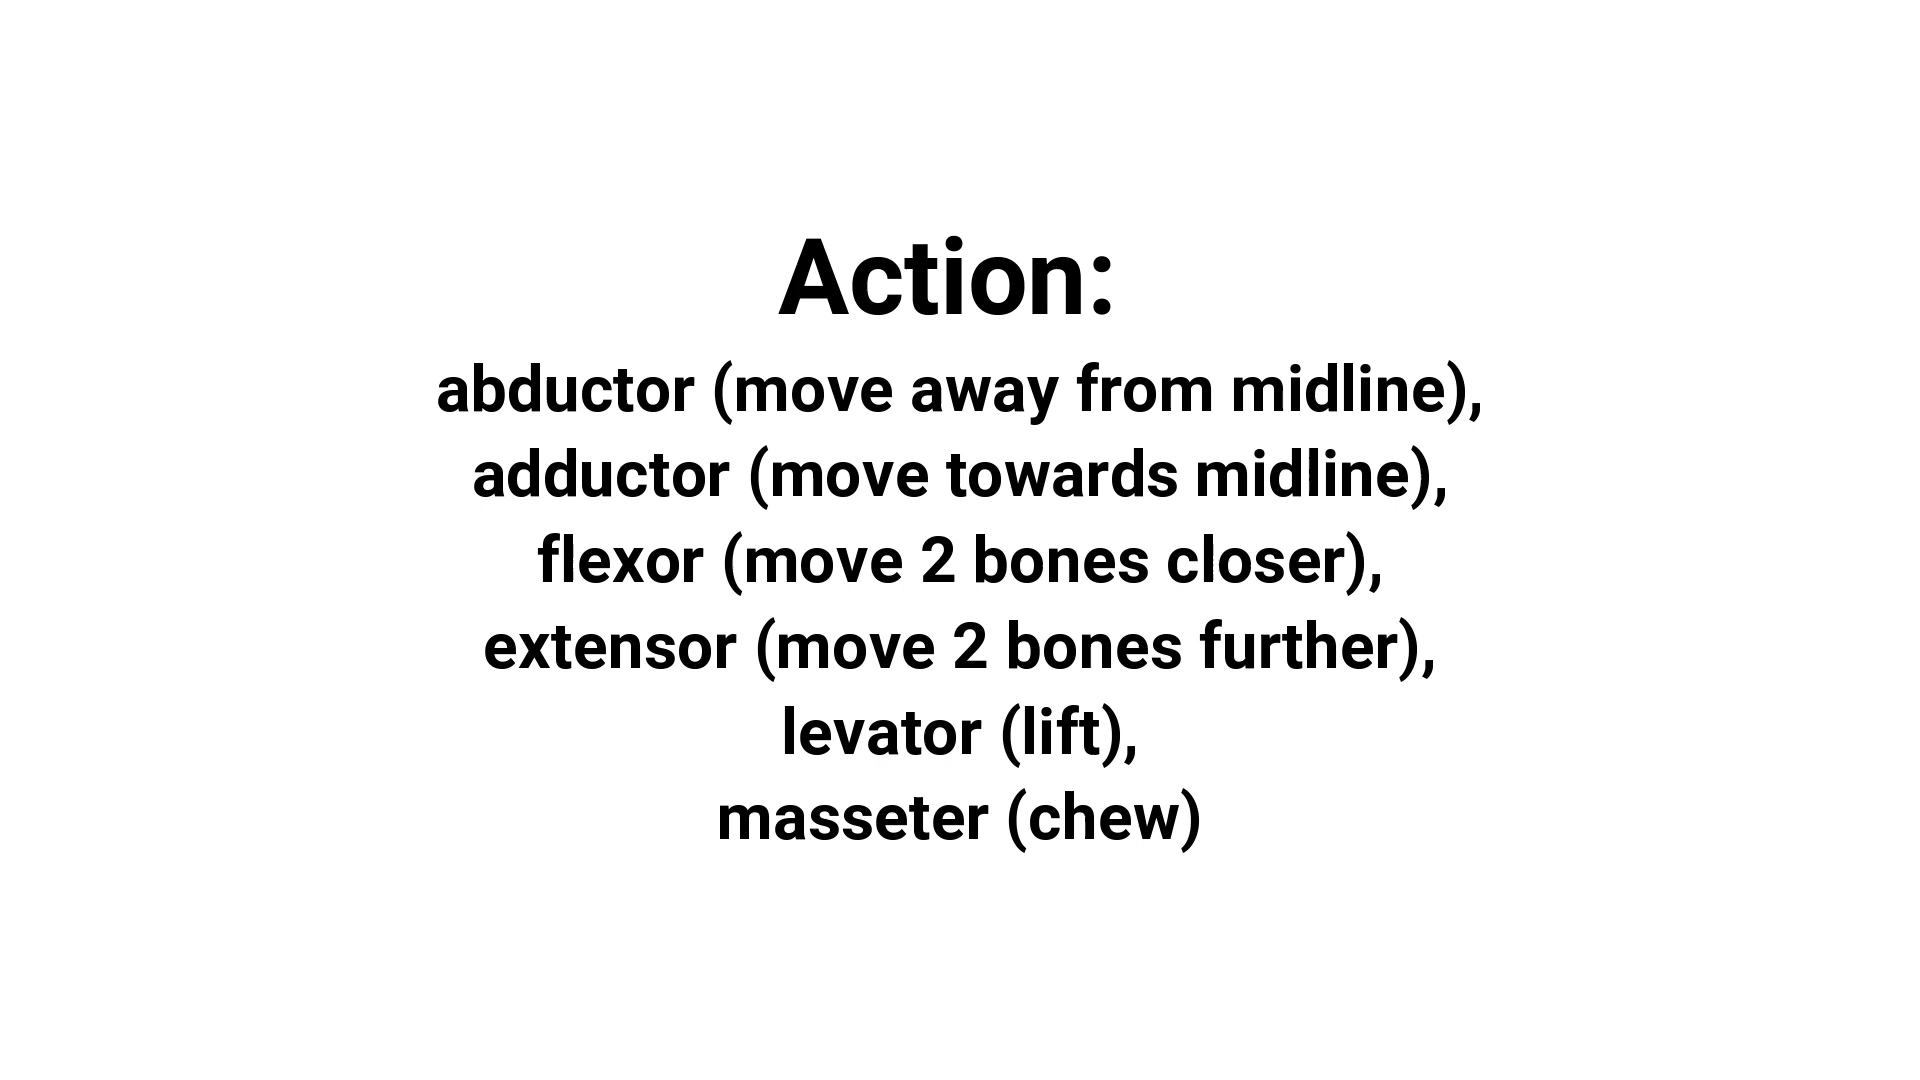 Action:
abductor (move away from midline),
adductor (move towards midline),
flexor (move 2 bones closer),
extensor (move 2 bones further),
levator (lift),
masseter (chew)